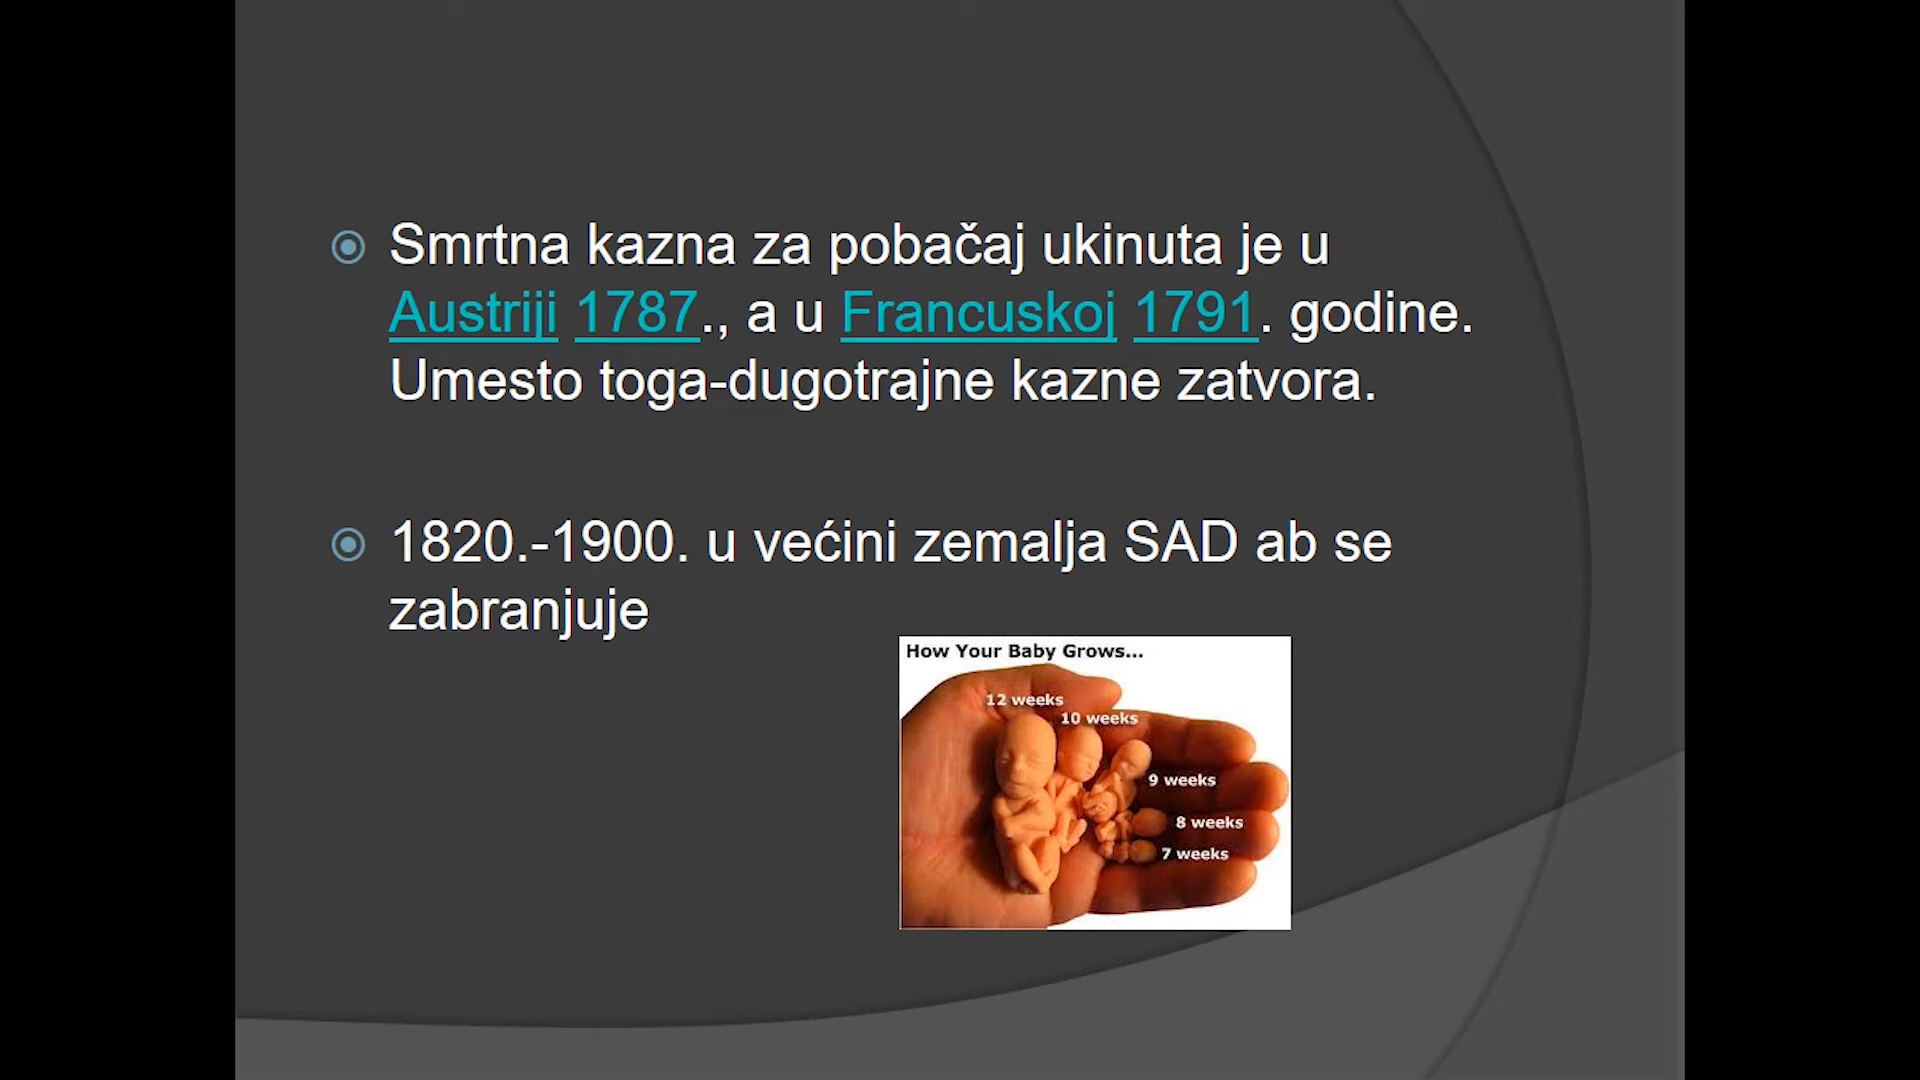 Smrtna kazna za pobačaj ukinuta je u
Austriji 1787., a u Francuskoj 1791. godine.
Umesto toga-dugotrajne kazne zatvora.
1820.-1900. u većini zemalja SAD ab se
zabranjuje
How Your Baby Grows...
12 weeks
10 weeks
9 weeks
8 weeks
7 weeks